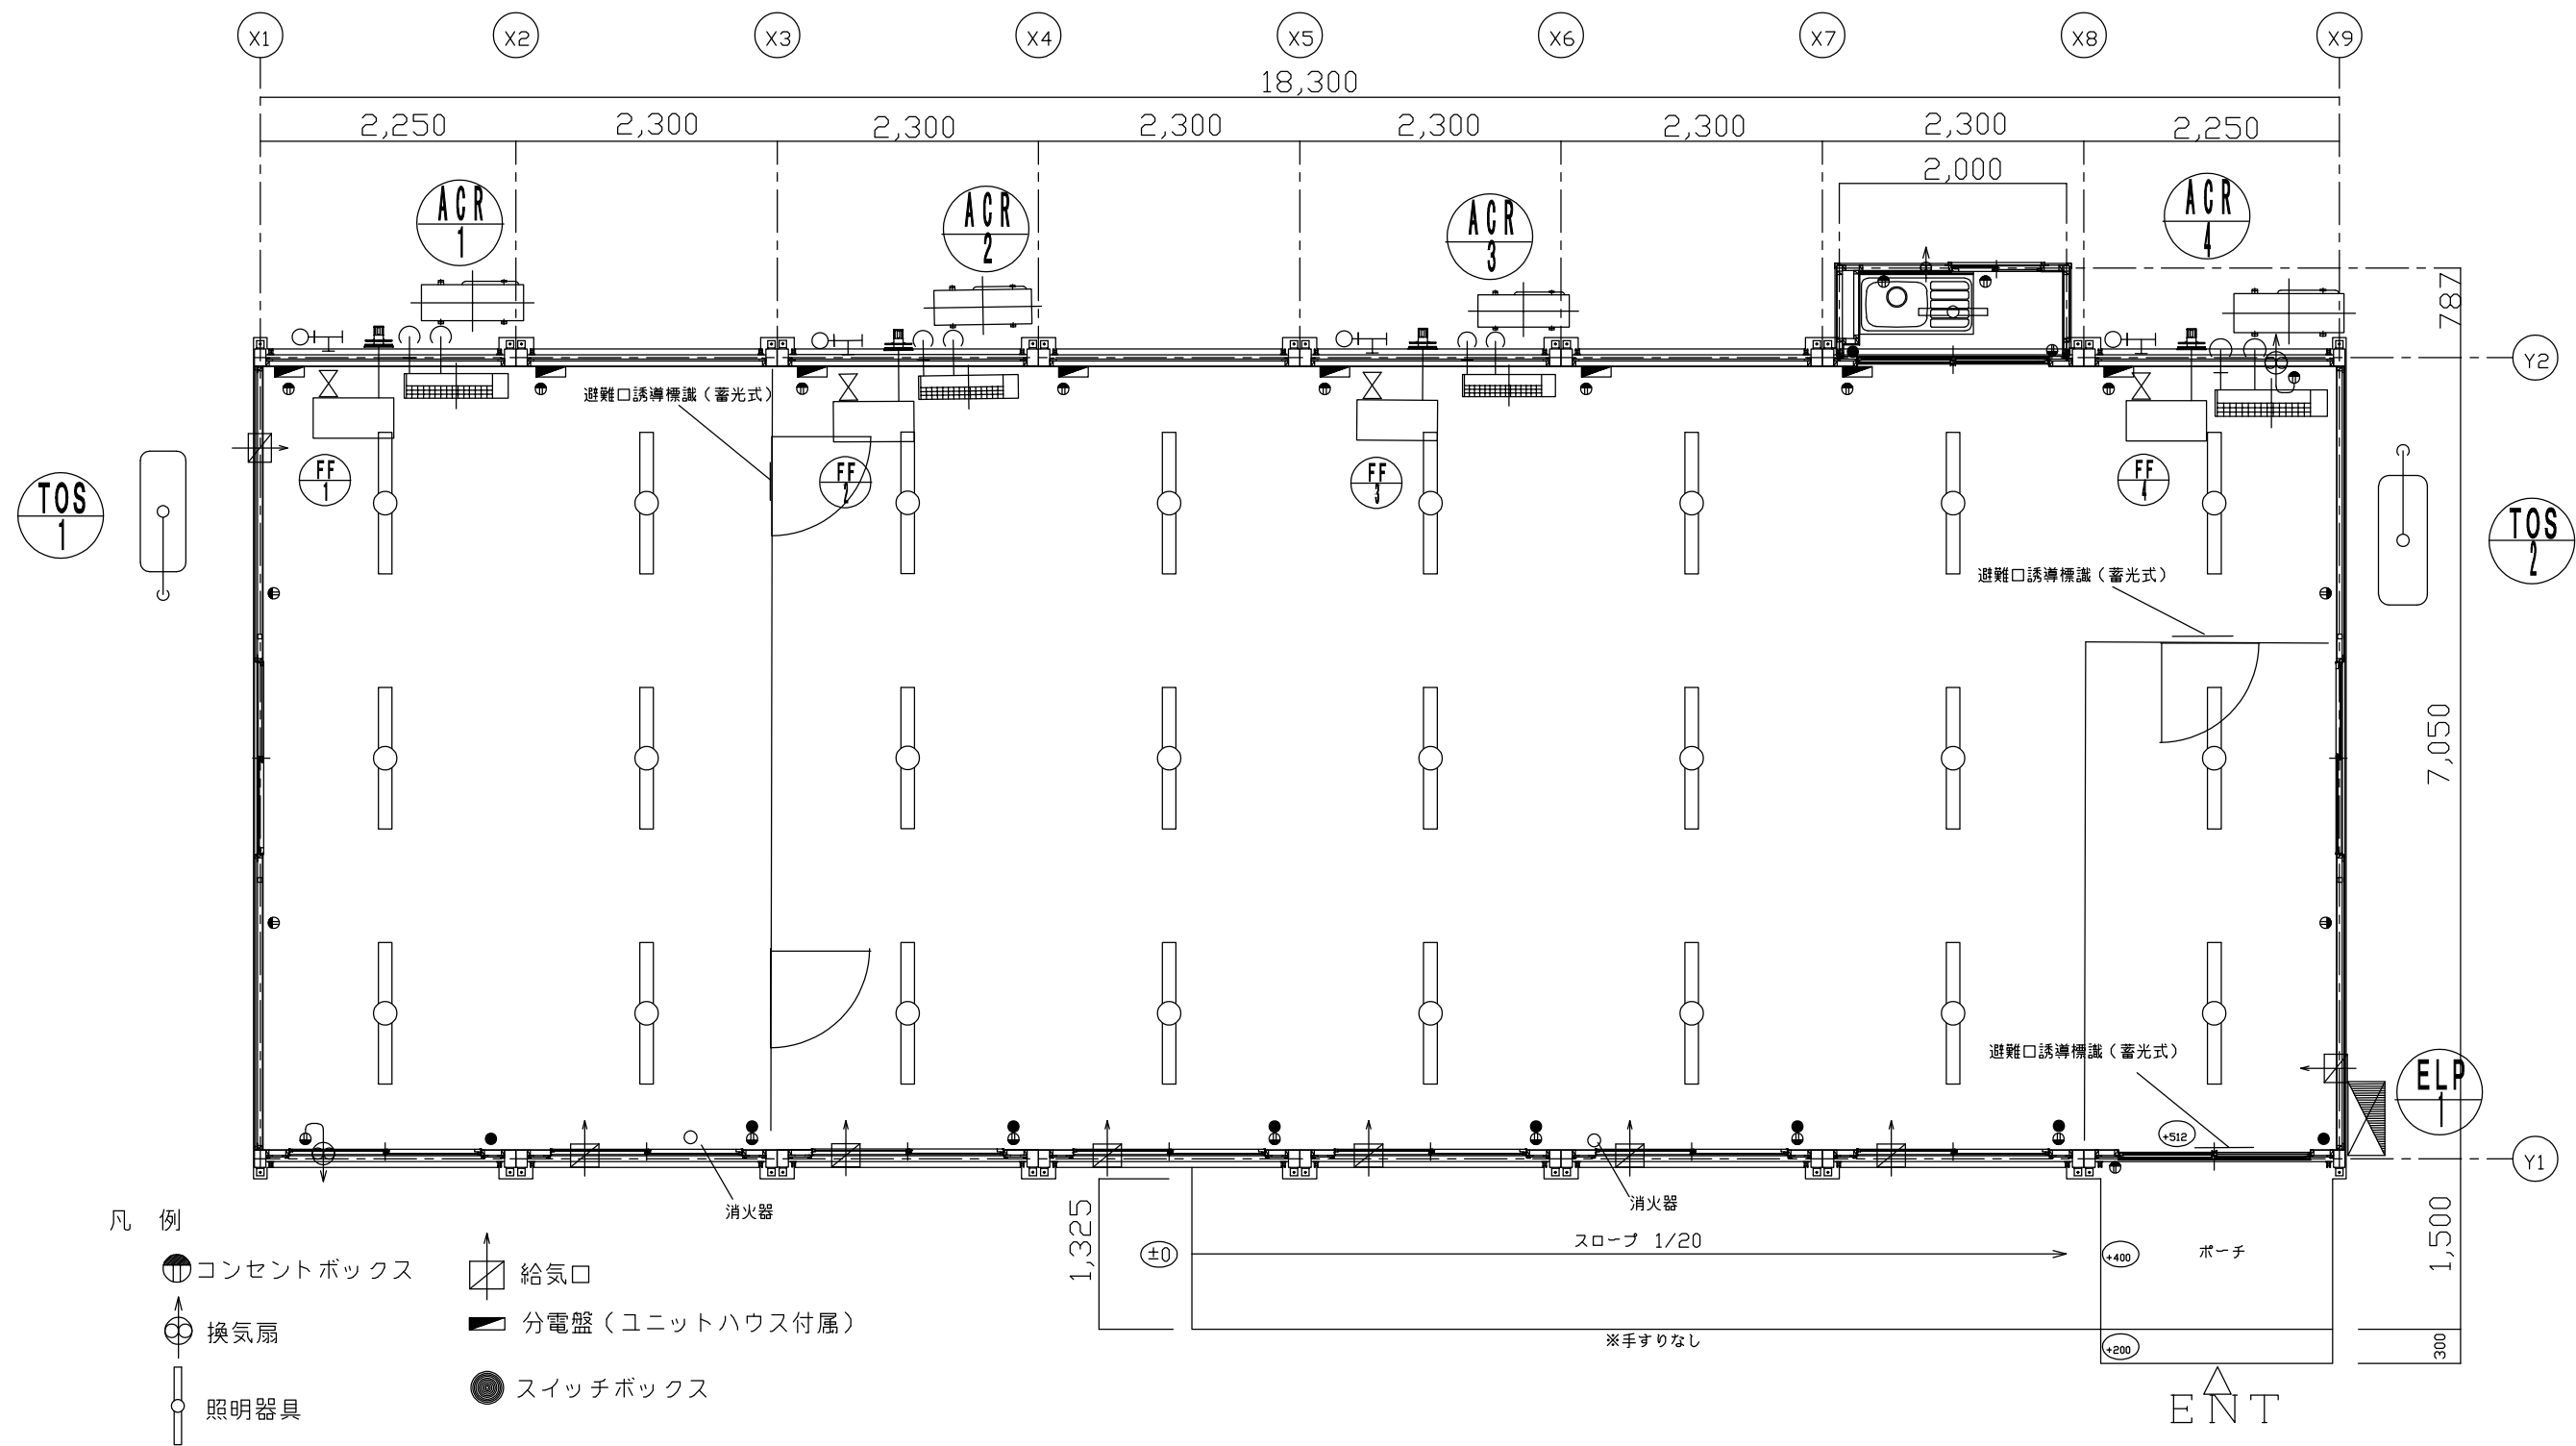 X1 X2 X3 X4 X5 X6 X7 X8 X9
18,300
2,250 2,300 2,300 2,300 2,300 2,300 2,300 2,250
2,000
ACR 1
ACR 2
ACR 3
ACR 4
787
Y2
避難口誘導標識(蓄光式)
FF 1
FF 2
FF 3
FF 4
TOS 1
TOS 2
避難口誘導標識(蓄光式)
7,050
避難口誘導標識(蓄光式)
ELP 1
+512
Y1
消火器
消火器
1,325
±0
スロープ 1/20
+400
ポーチ
1,500
※手すりなし
+200
300
ENT
凡 例
コンセントボックス
給気口
換気扇
分電盤(ユニットハウス付属)
照明器具
スイッチボックス